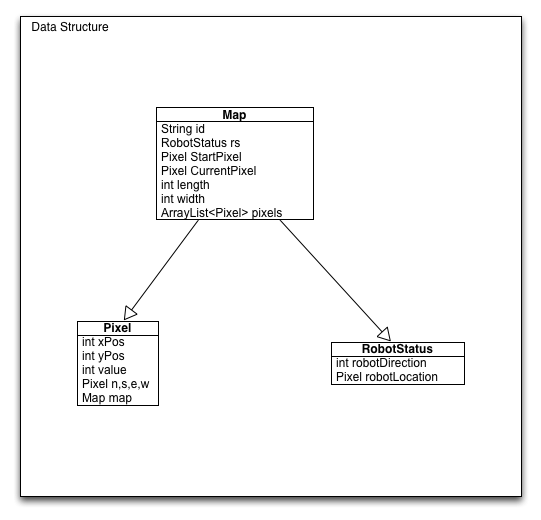 Data Structure
Map
String id
RobotStatus rs
Pixel StartPixel
Pixel CurrentPixel
int length
int width
ArrayList<Pixel> pixels
Pixel
int xPos
int yPos
int value
Pixel n,s,e,w
Map map
RobotStatus
int robotDirection
Pixel robotLocation